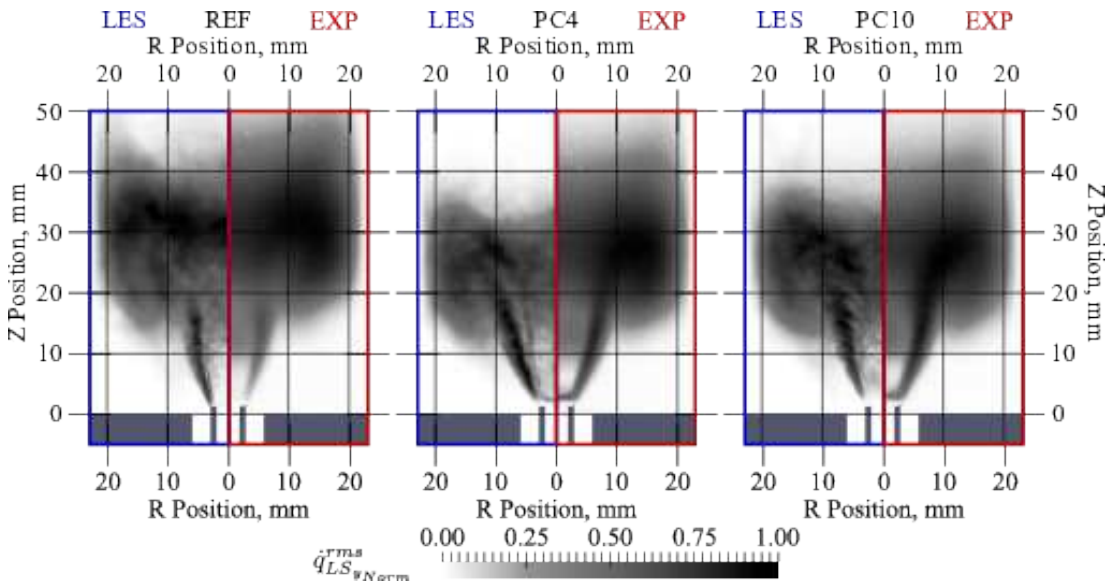 LES REF EXP LES PC4 EXP LES PC10 EXP
R Position, mm R Position, mm R Position, mm
20 10 0 10 20 20 10 0 10 20 20 10 0 10 20
50 50
40 40
30 30
20 20
10 10
0 0
Z Position, mm
Z Position, mm
20 10 0 10 20 20 10 0 10 20 20 10 0 10 20
R Position, mm R Position, mm R Position, mm
0.00 0.25 0.50 0.75 1.00
q̇^{rms}_{LS_{yNorm}}